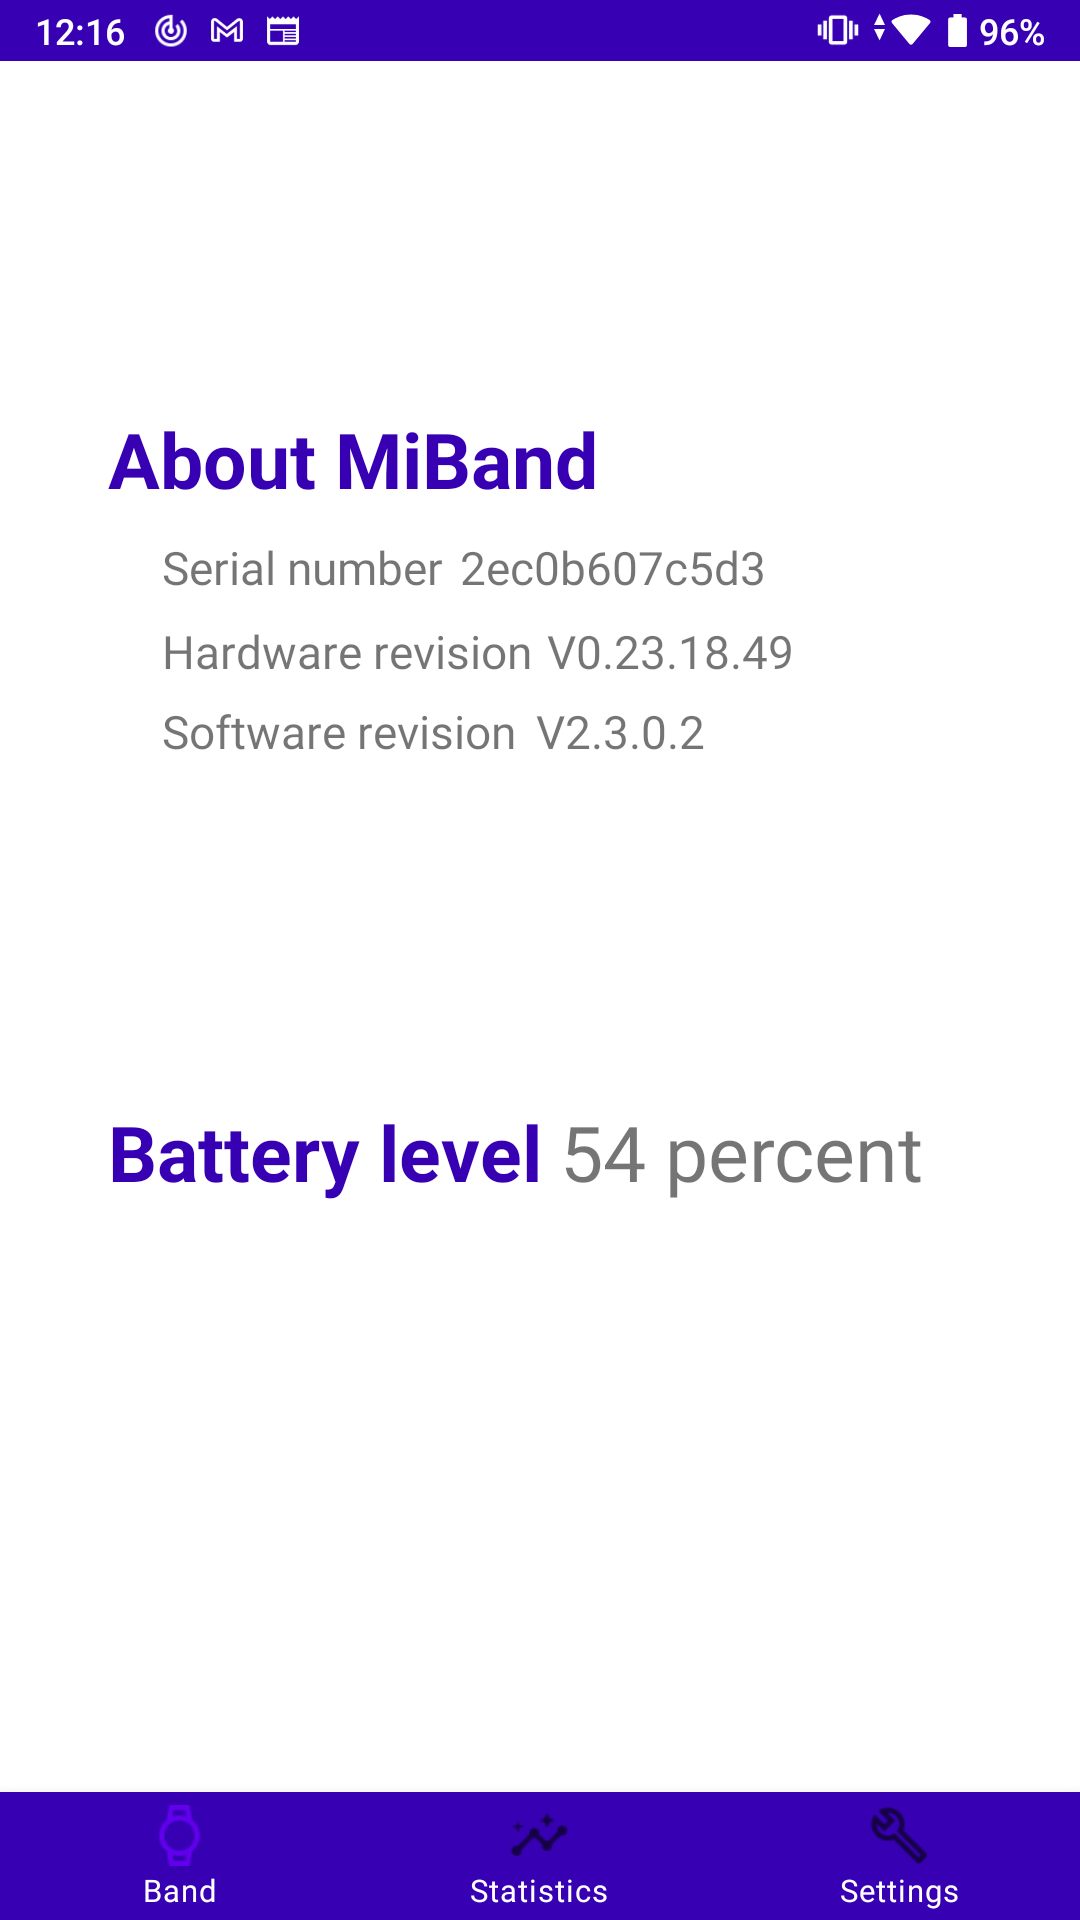 12:16 96%
About MiBand
Serial number 2ec0b607c5d3
Hardware revision V0.23.18.49
Software revision V2.3.0.2
Battery level 54 percent
Band Statistics Settings